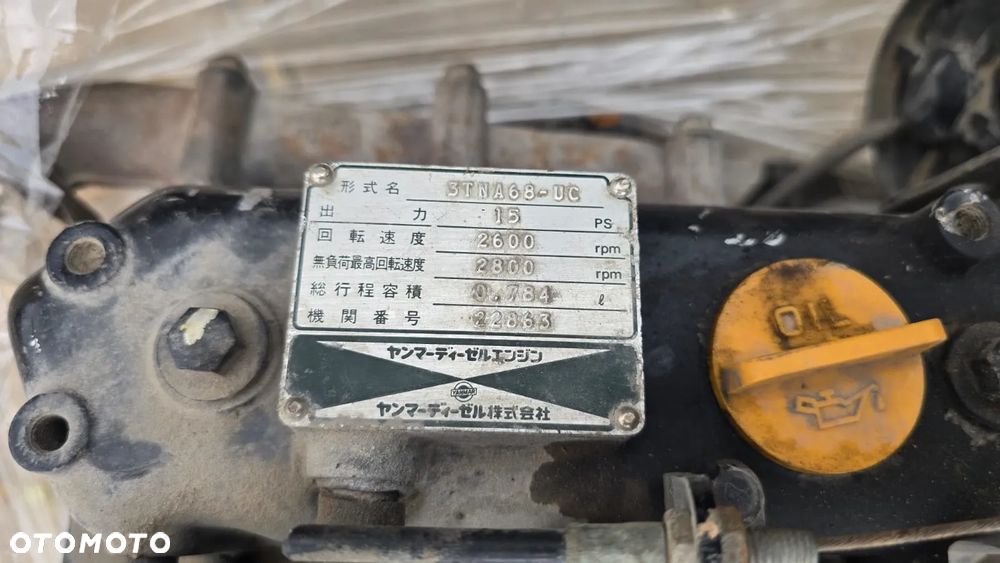 形式名 3TNA68-UC
出力 15 PS
回転速度 2600 rpm
無負荷最高回転速度 2800 rpm
総行程容積 0.784 ℓ
機関番号 22863
ヤンマーディーゼルエンジン
YANMAR
ヤンマーディーゼル株式会社
OIL
OTOMOTO